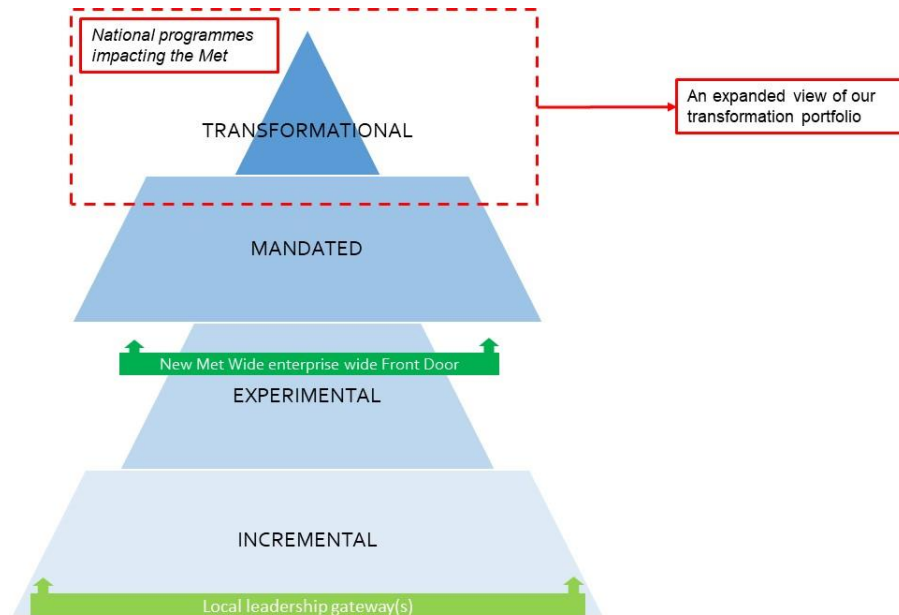 National programmes
impacting the Met
An expanded view of our
transformation portfolio
TRANSFORMATIONAL
MANDATED
New Met Wide enterprise wide Front Door
EXPERIMENTAL
INCREMENTAL
Local leadership gateway(s)